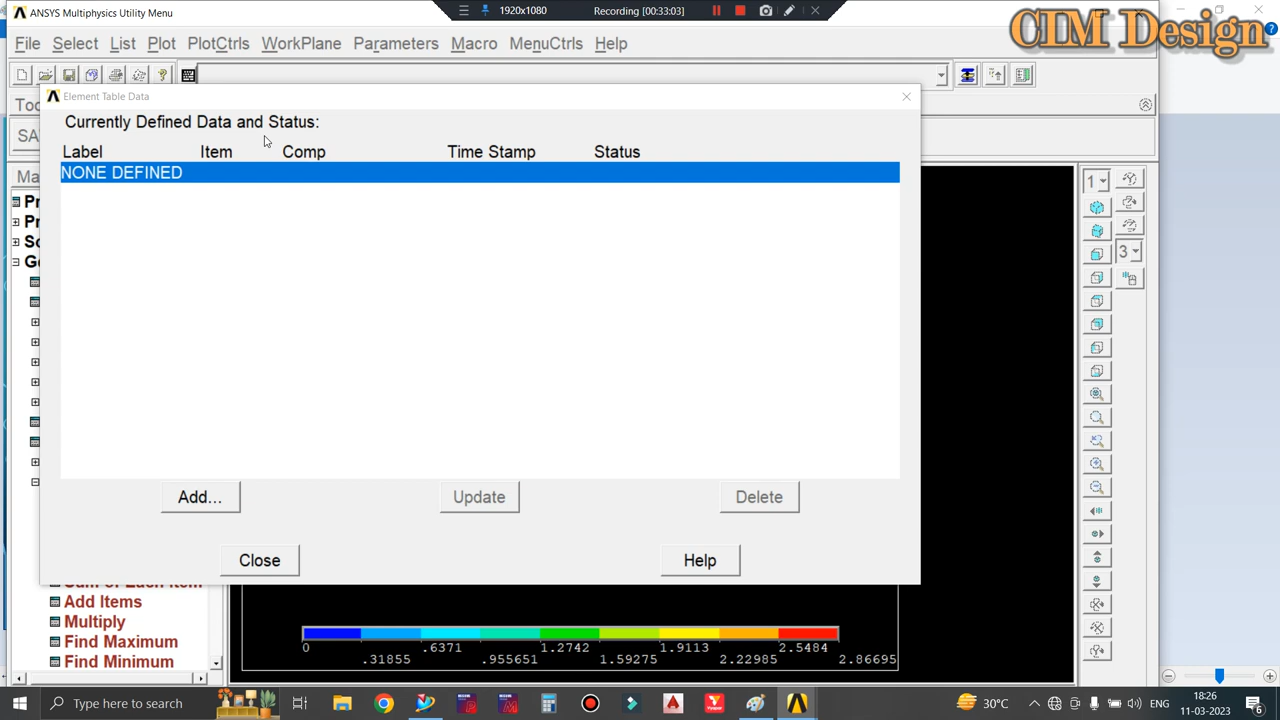 ANSYS Multiphysics Utility Menu
1920x1080
Recording [00:33:03]
CIM Design
File Select List Plot PlotCtrls WorkPlane Parameters Macro MenuCtrls Help
Element Table Data
Currently Defined Data and Status:
Label Item Comp Time Stamp Status
NONE DEFINED
1
3
Add... Update Delete
Close Help
Add Items
Multiply
Find Maximum
Find Minimum
0 .6371 1.2742 1.9113 2.5484
.31855 .955651 1.59275 2.22985 2.86695
Type here to search
30°C
ENG
18:26
11-03-2023
6